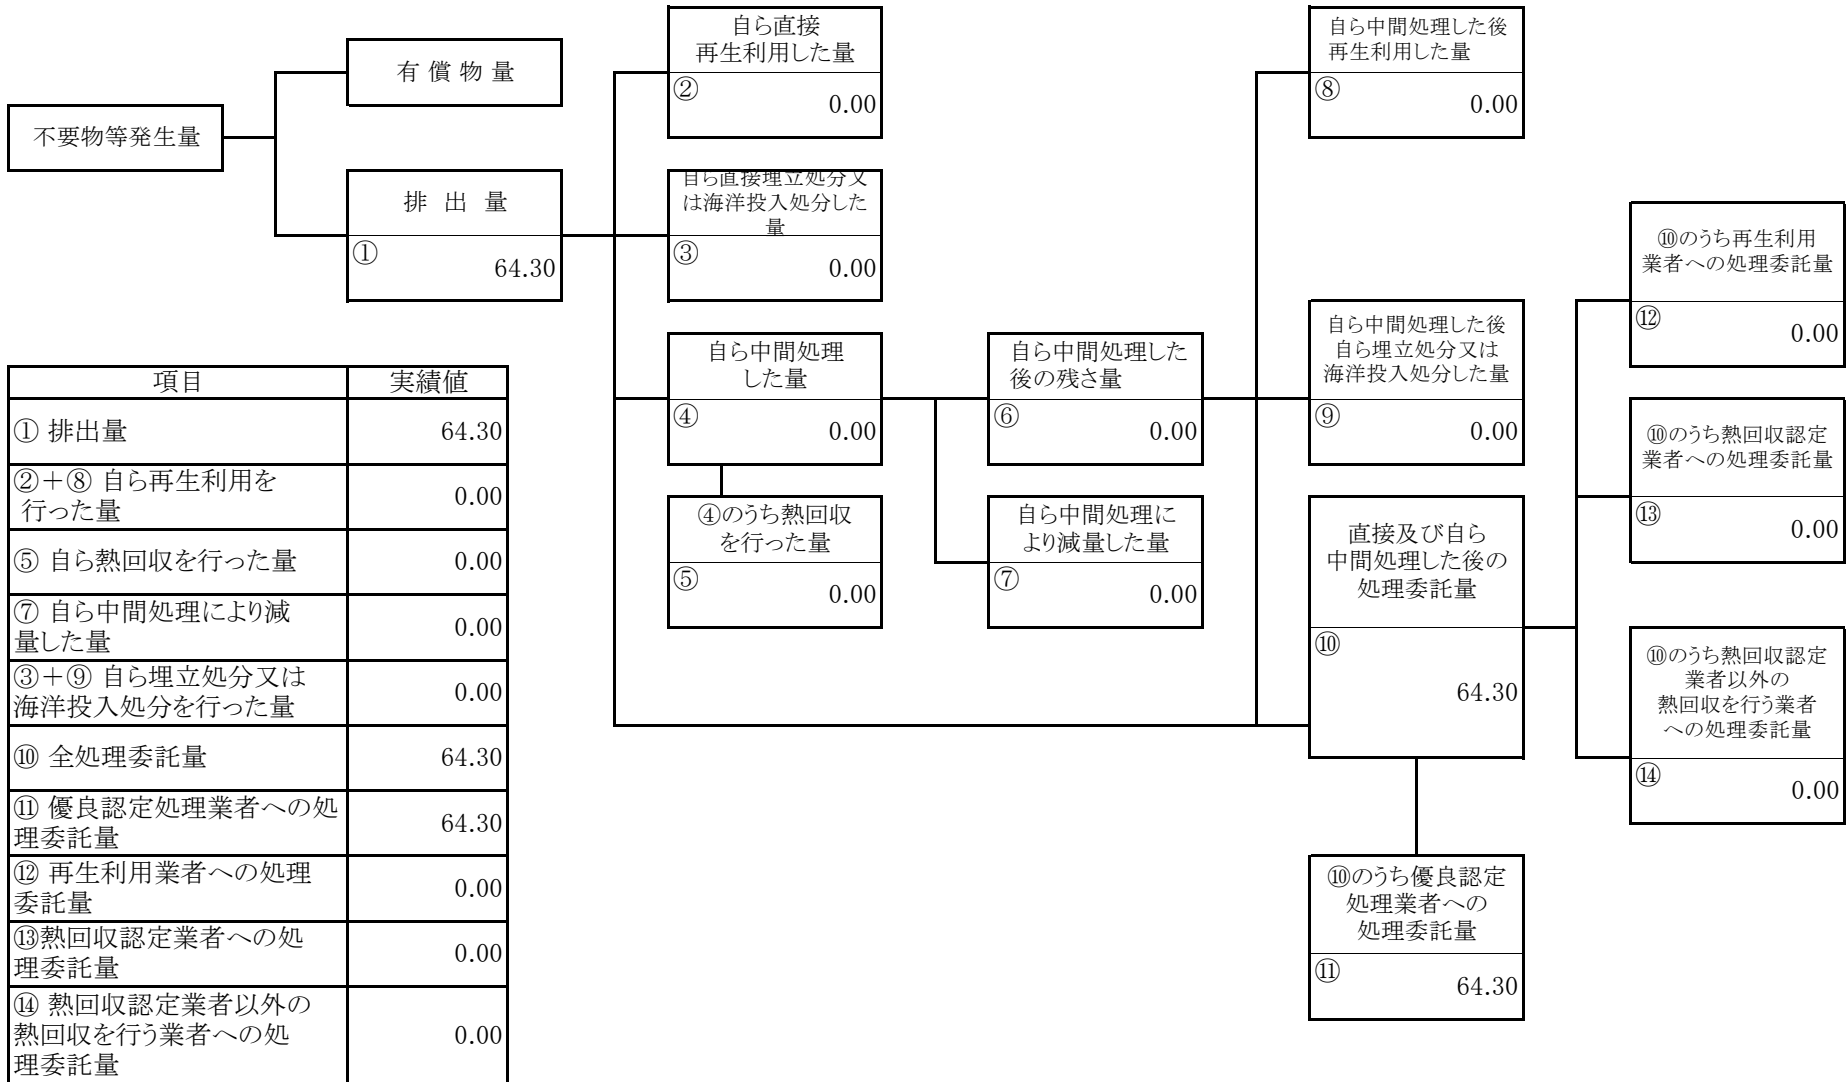 不要物等発生量
有 償 物 量
排 出 量
①
64.30
自ら直接
再生利用した量
②
0.00
自ら直接埋立処分又
は海洋投入処分した
量
③
0.00
自ら中間処理
した量
④
0.00
④のうち熱回収
を行った量
⑤
0.00
自ら中間処理した
後の残さ量
⑥
0.00
自ら中間処理に
より減量した量
⑦
0.00
自ら中間処理した後
再生利用した量
⑧
0.00
自ら中間処理した後
自ら埋立処分又は
海洋投入処分した量
⑨
0.00
直接及び自ら
中間処理した後の
処理委託量
⑩
64.30
⑩のうち優良認定
処理業者への
処理委託量
⑪
64.30
⑩のうち再生利用
業者への処理委託量
⑫
0.00
⑩のうち熱回収認定
業者への処理委託量
⑬
0.00
⑩のうち熱回収認定
業者以外の
熱回収を行う業者
への処理委託量
⑭
0.00
項目 実績値
① 排出量 64.30
②+⑧ 自ら再生利用を
行った量
0.00
⑤ 自ら熱回収を行った量 0.00
⑦ 自ら中間処理により減
量した量
0.00
③+⑨ 自ら埋立処分又は
海洋投入処分を行った量
0.00
⑩ 全処理委託量 64.30
⑪ 優良認定処理業者への処
理委託量
64.30
⑫ 再生利用業者への処理
委託量
0.00
⑬熱回収認定業者への処
理委託量
0.00
⑭ 熱回収認定業者以外の
熱回収を行う業者への処
理委託量
0.00